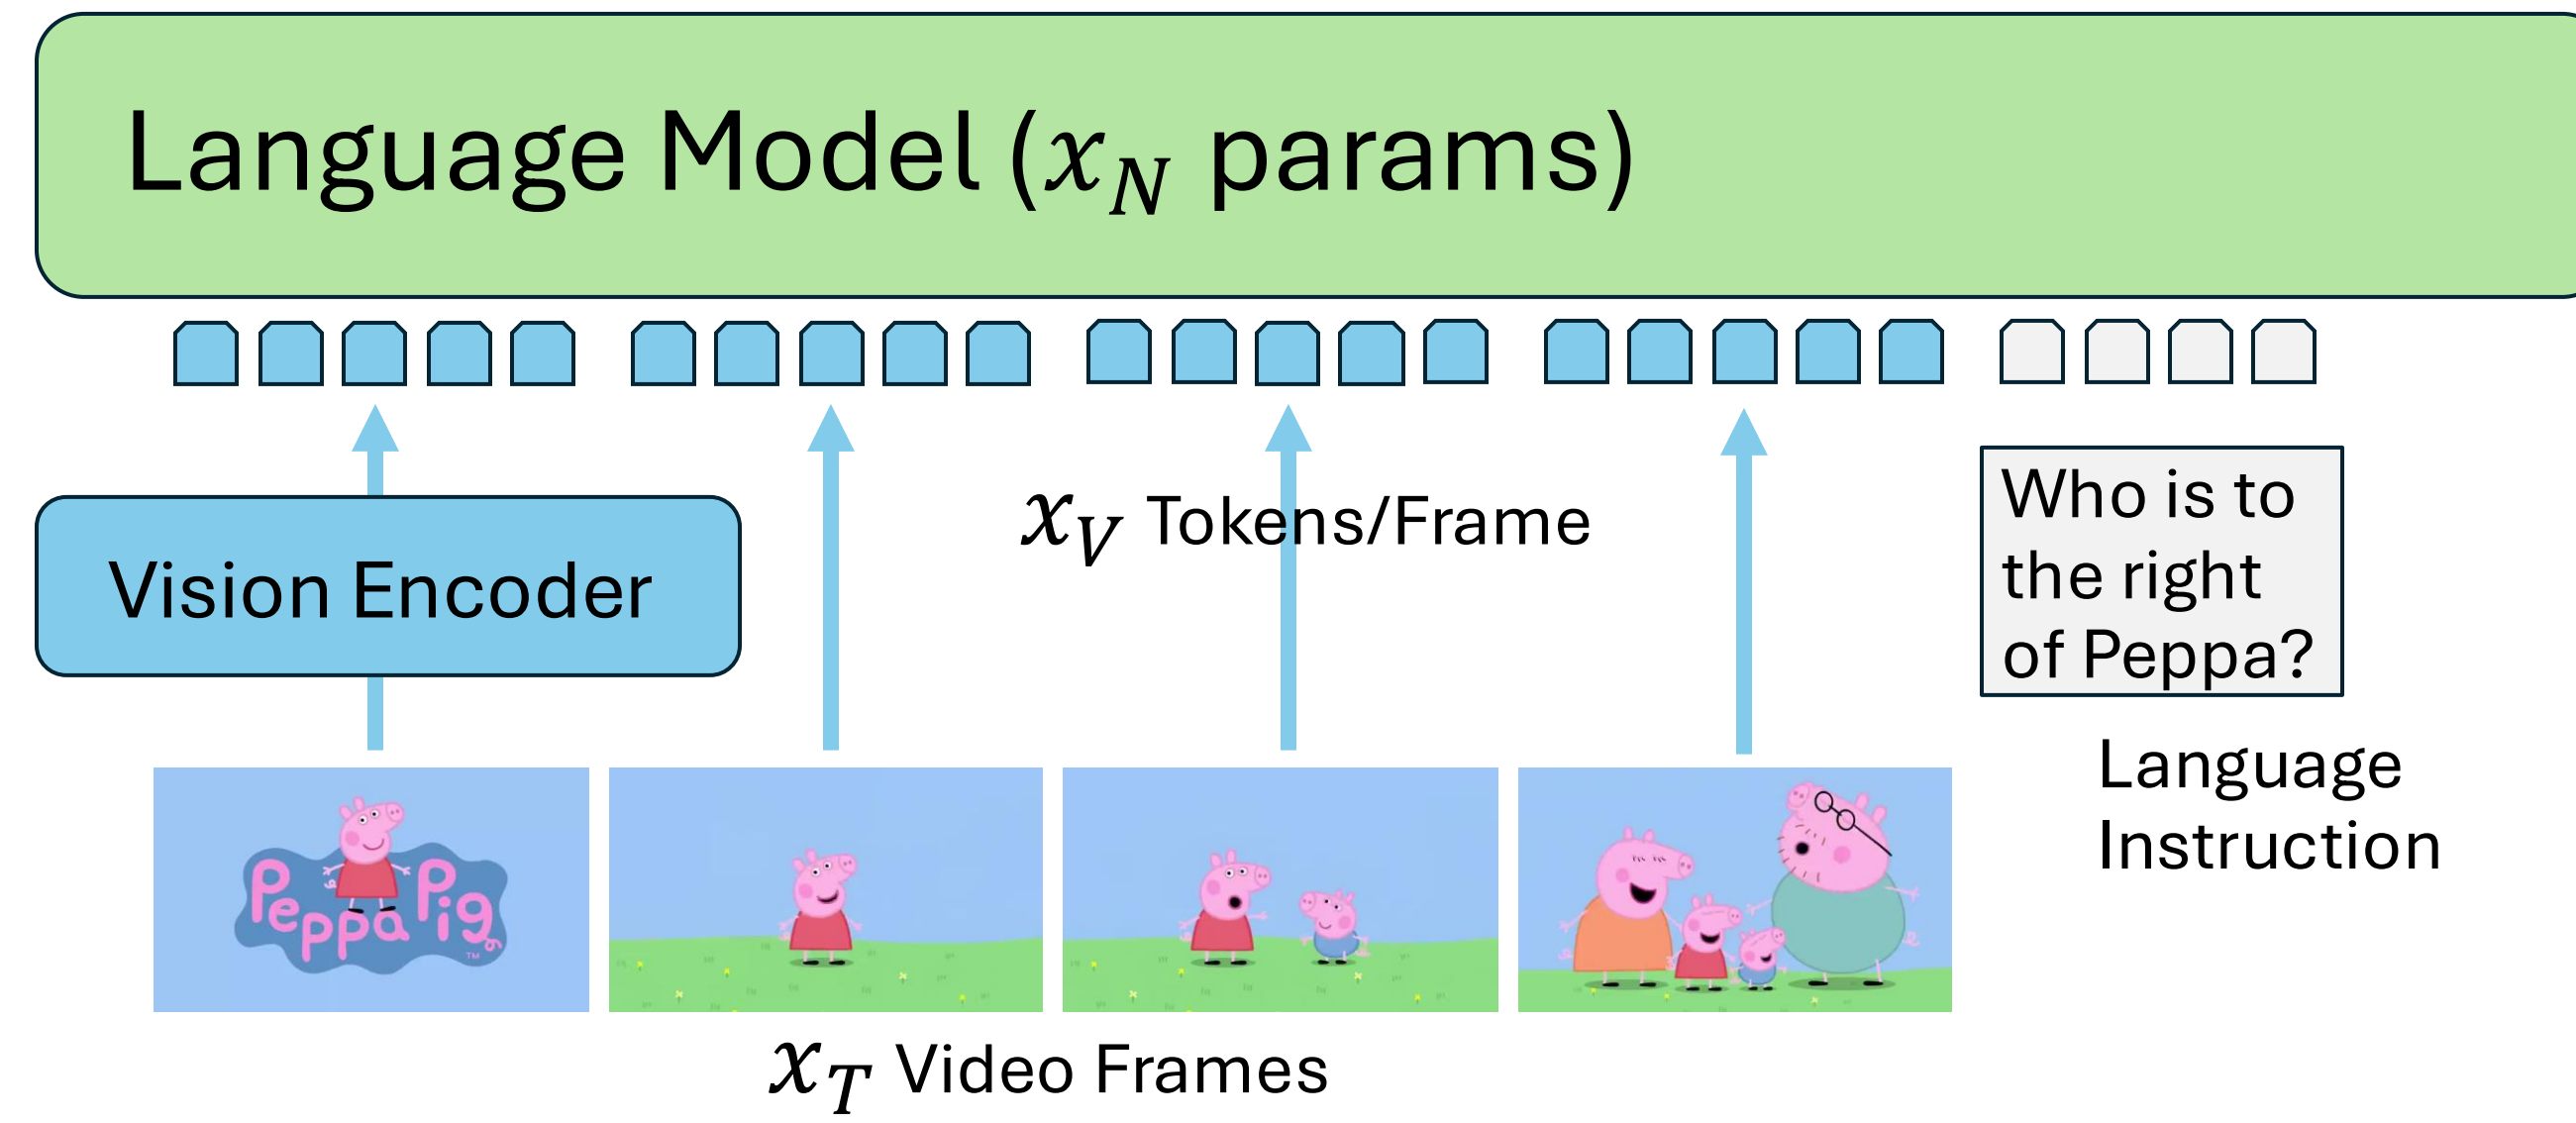 Language Model (x_N params)
x_V Tokens/Frame
Vision Encoder
Who is to
the right
of Peppa?
Language
Instruction
Peppa Pig
TM
x_T Video Frames